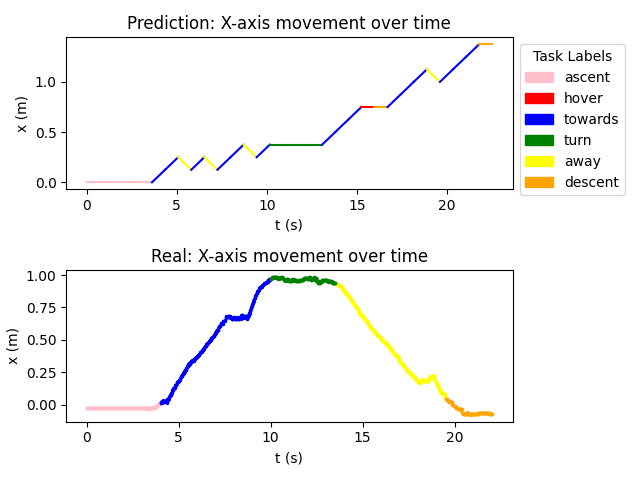 Prediction: X-axis movement over time
x (m)
1.0
0.5
0.0
0
5
10
15
20
t (s)
Task Labels
ascent
hover
towards
turn
away
descent
Real: X-axis movement over time
x (m)
1.00
0.75
0.50
0.25
0.00
0
5
10
15
20
t (s)